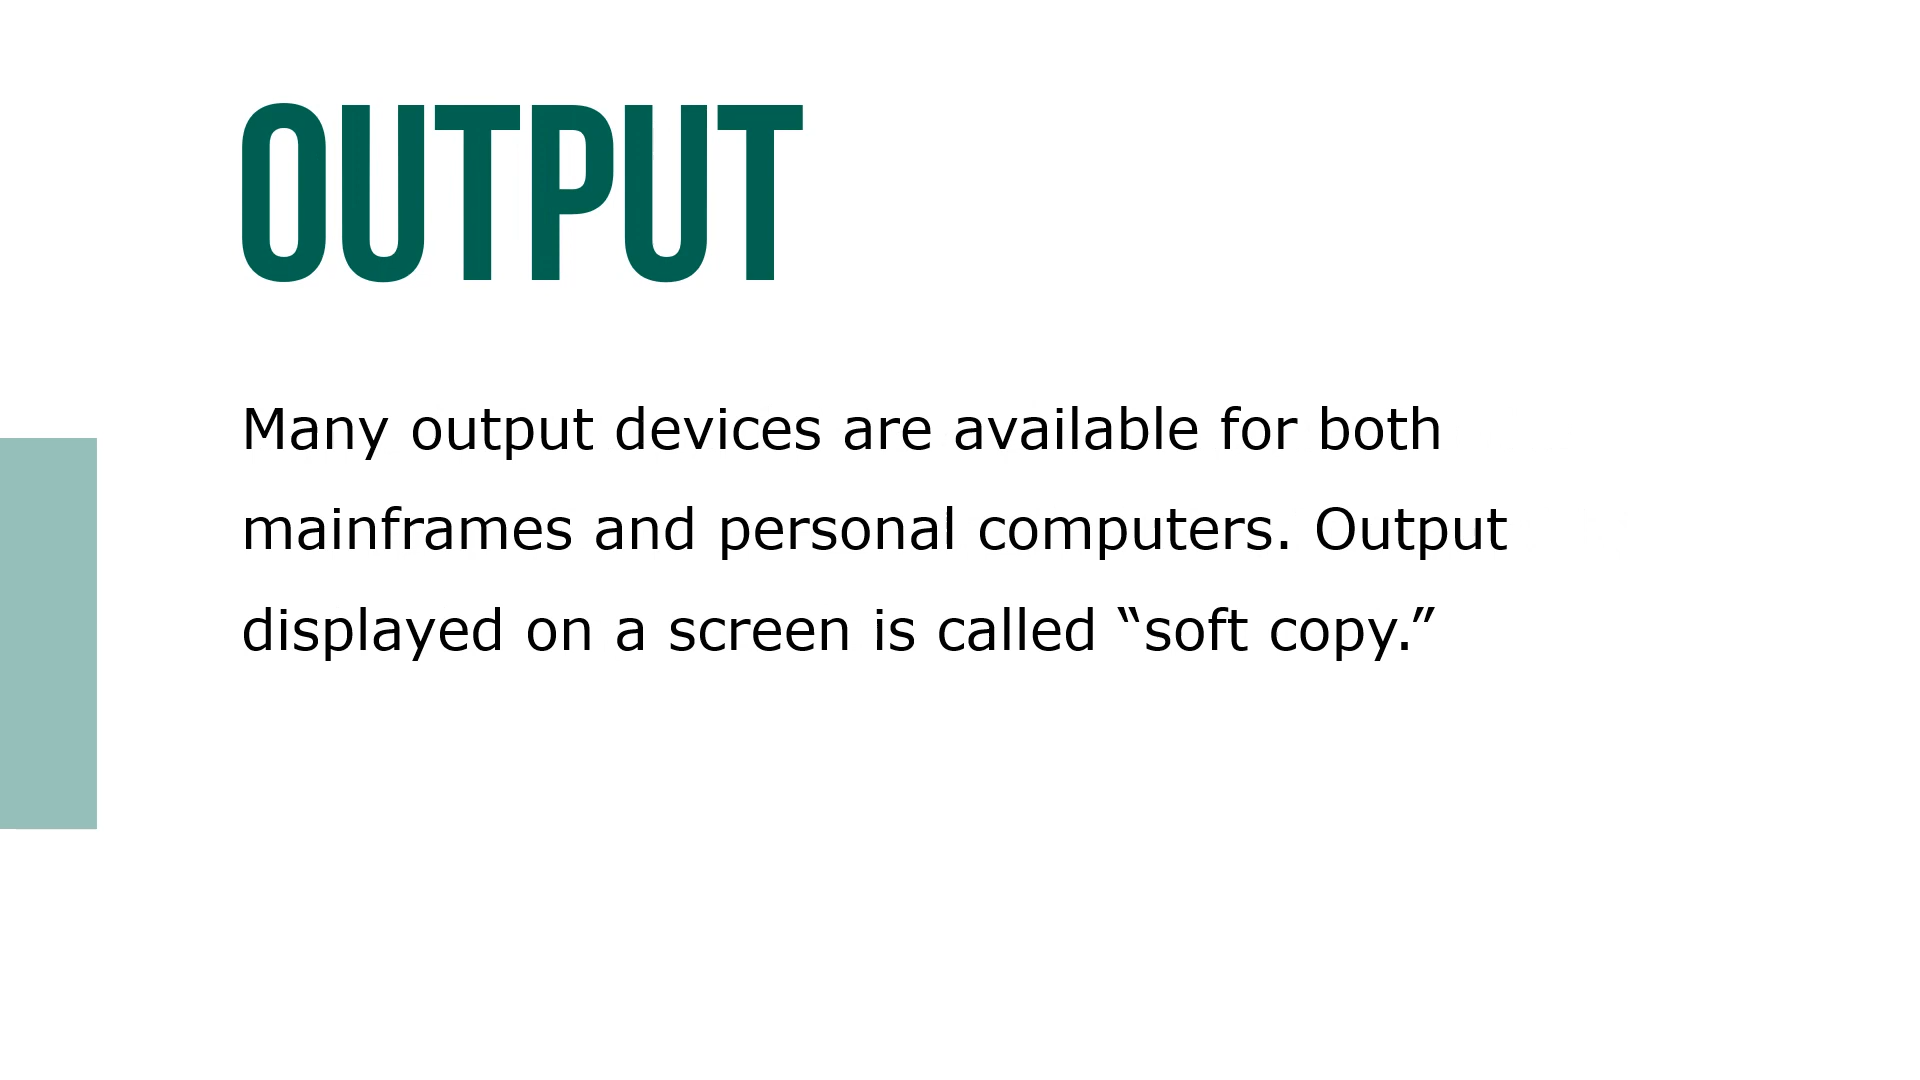 OUTPUT
Many output devices are available for both
mainframes and personal computers. Output
displayed on a screen is called “soft copy.”